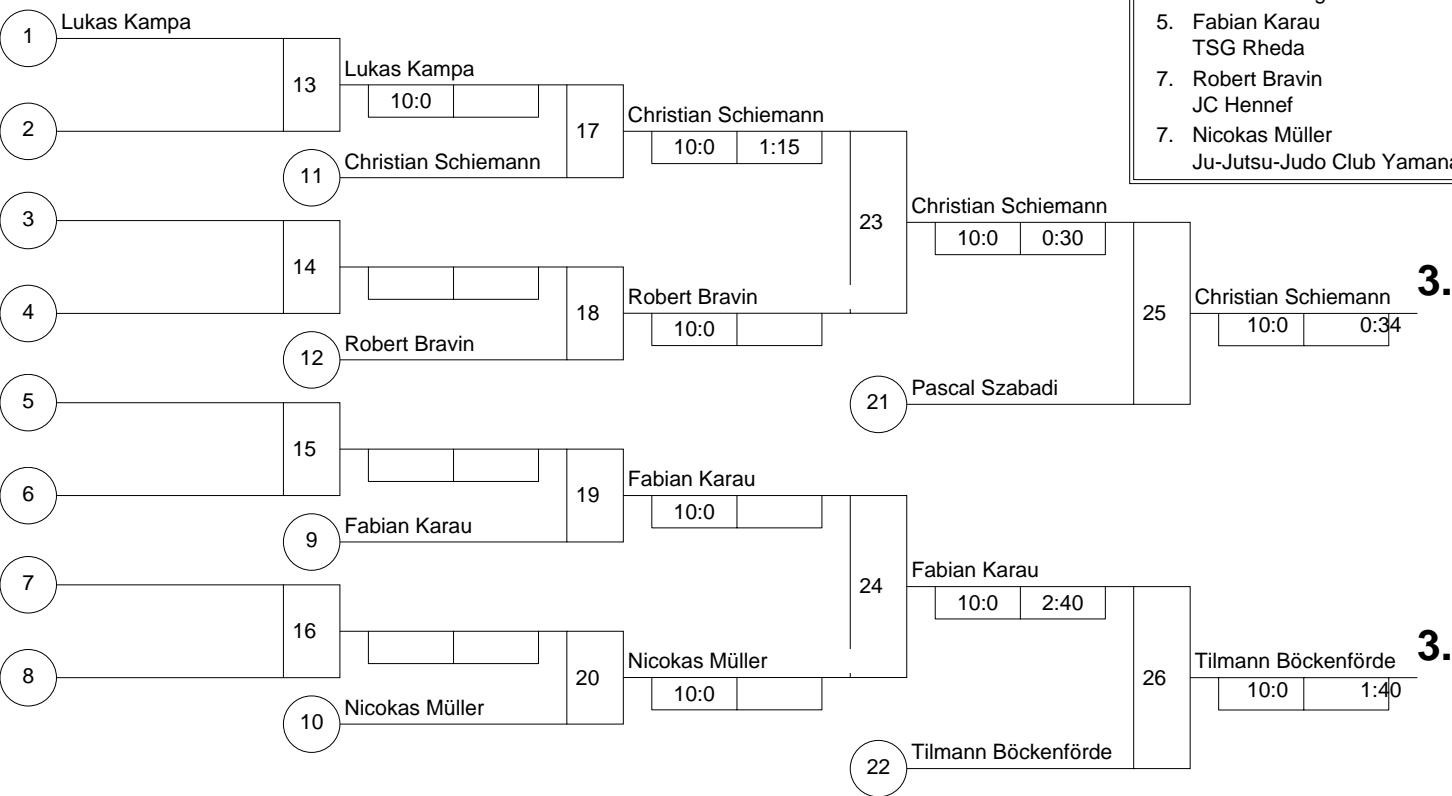 1 Lukas Kampa
13
Lukas Kampa
10:0
2
17
Christian Schiemann
10:0 1:15
11 Christian Schiemann
3
14
4
23
Christian Schiemann
10:0 0:30
18
Robert Bravin
10:0
12 Robert Bravin
25
Christian Schiemann 3.
10:0 0:34
21 Pascal Szabadi
5
15
6
19
Fabian Karau
10:0
9 Fabian Karau
7
16
8
24
Fabian Karau
10:0 2:40
20
Nicokas Müller
10:0
10 Nicokas Müller
26
Tilmann Böckenförde 3.
10:0 1:40
22 Tilmann Böckenförde
5. Fabian Karau
TSG Rheda
7. Robert Bravin
JC Hennef
7. Nicokas Müller
Ju-Jutsu-Judo Club